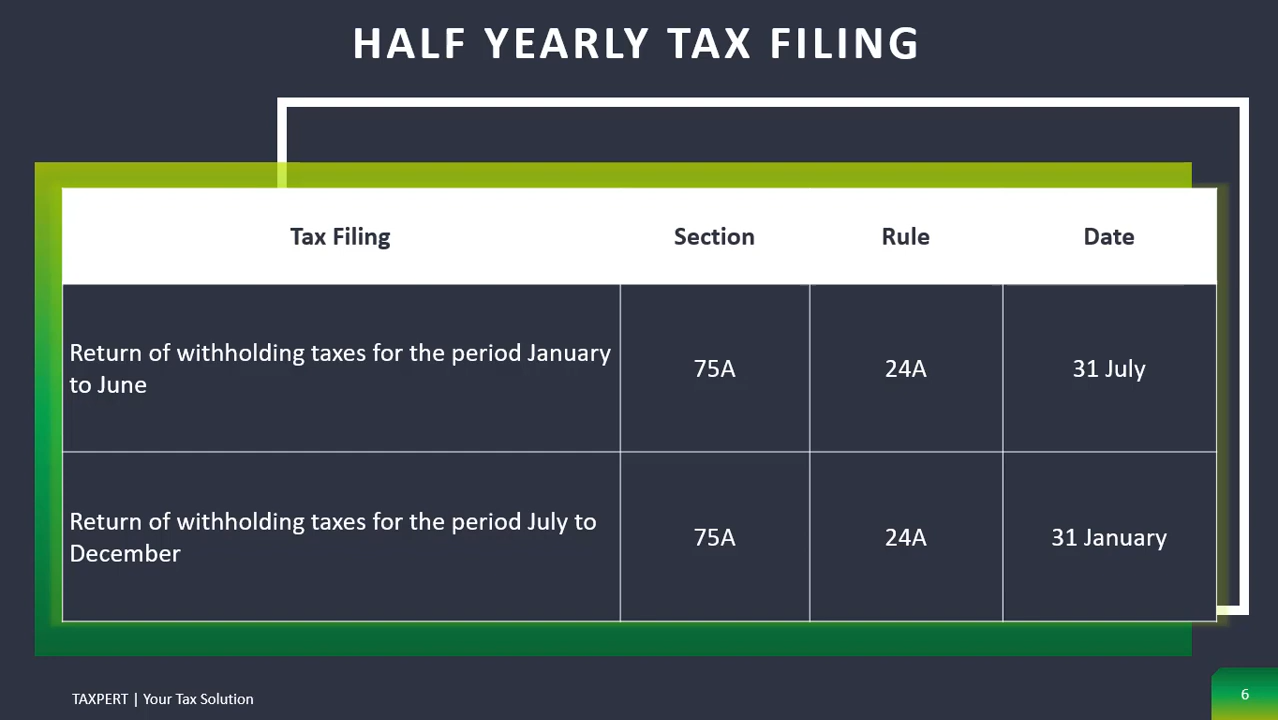 HALF YEARLY TAX FILING
Tax Filing Section Rule Date
Return of withholding taxes for the period January
to June
75A 24A 31 July
Return of withholding taxes for the period July to
December
75A 24A 31 January
TAXPERT | Your Tax Solution
6